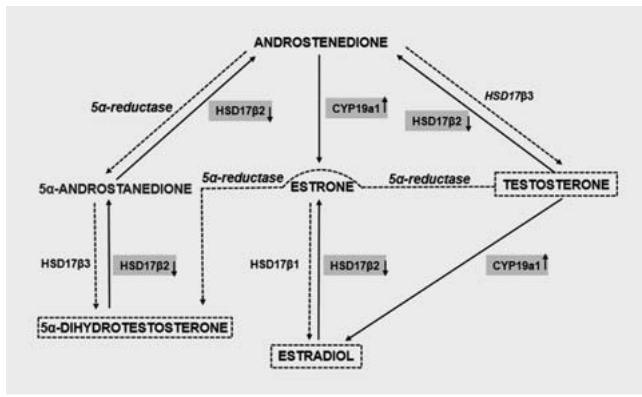 ANDROSTENEDIONE
5α-reductase
HSD17β2
CYP19a1
HSD17β2
HSD17β3
5α-ANDROSTANEDIONE
5α-reductase
ESTRONE
5α-reductase
TESTOSTERONE
HSD17β3
HSD17β2
HSD17β1
HSD17β2
CYP19a1
5α-DIHYDROTESTOSTERONE
ESTRADIOL